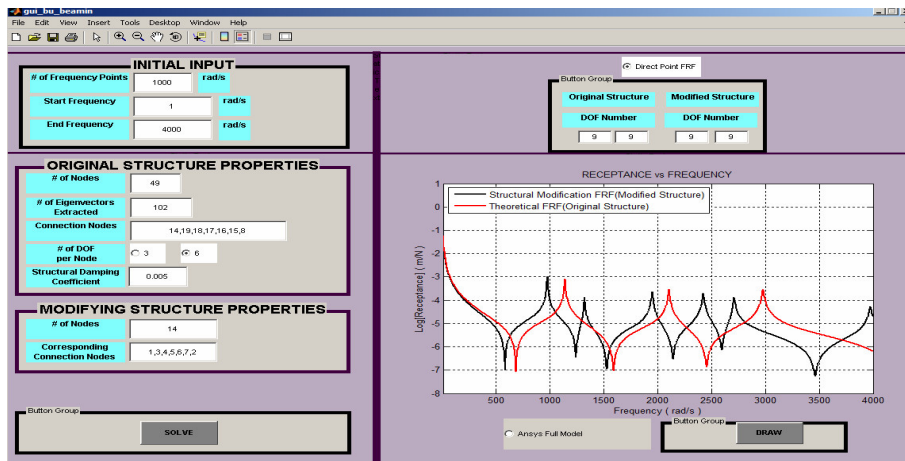 gui_bu_beamin
File Edit View Insert Tools Desktop Window Help
INITIAL INPUT
# of Frequency Points 1000 rad/s
Start Frequency 1 rad/s
End Frequency 4000 rad/s
ORIGINAL STRUCTURE PROPERTIES
# of Nodes 49
# of Eigenvectors
Extracted 102
Connection Nodes 14,19,18,17,16,15,8
# of DOF
per Node 3 6
Structural Damping
Coefficient 0.005
MODIFYING STRUCTURE PROPERTIES
# of Nodes 14
Corresponding
Connection Nodes 1,3,4,5,6,7,2
Button Group
SOLVE
Direct Point FRF
Button Group
Original Structure Modified Structure
DOF Number DOF Number
9 9 9 9
RECEPTANCE vs FREQUENCY
Structural Modification FRF(Modified Structure)
Theoretical FRF(Original Structure)
Log[Receptance] ( m/N )
1
0
-1
-2
-3
-4
-5
-6
-7
-8
500 1000 1500 2000 2500 3000 3500 4000
Frequency ( rad/s )
Ansys Full Model
Button Group
DRAW